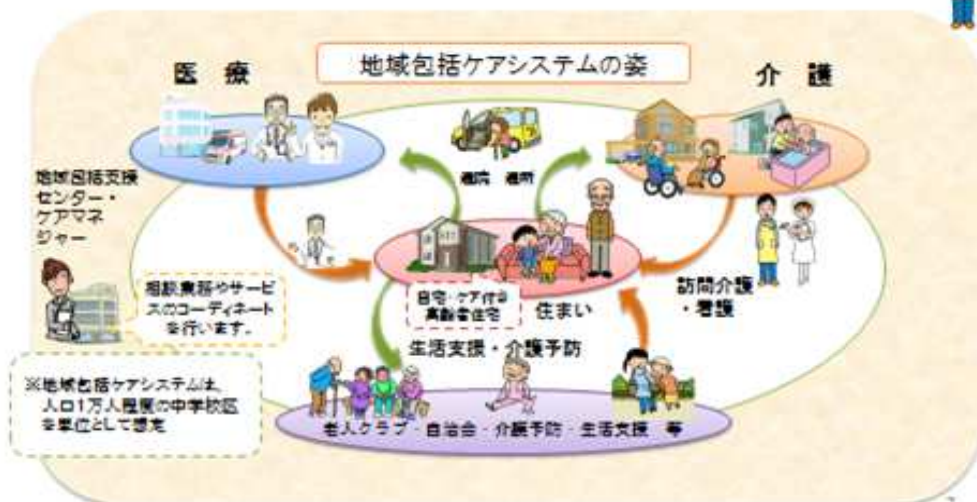 地域包括ケアシステムの姿
医 療
介 護
通院 通所
地域包括支援
センター・
ケアマネ
ジャー
相談業務やサービ
スのコーディネート
を行います。
自宅・ケア付き
高齢者住宅
住まい
訪問介護
・看護
生活支援・介護予防
※地域包括ケアシステムは、
人口1万人程度の中学校区
を単位として想定
老人クラブ・自治会・介護予防・生活支援 等